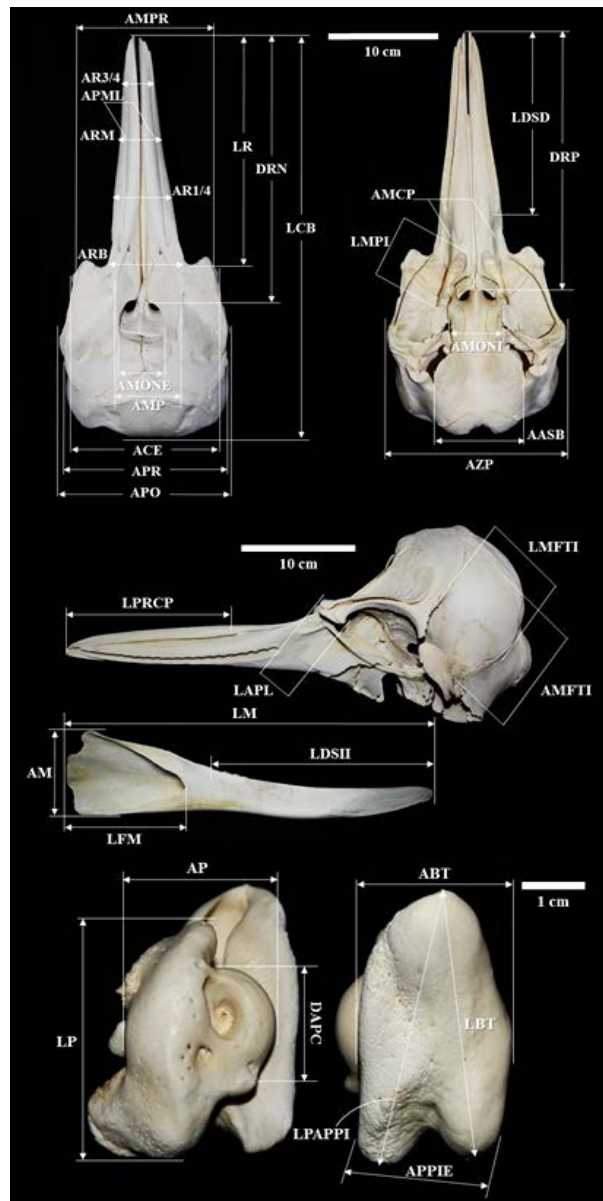 AMPR
10 cm
AR3/4
APML
ARM
LR
DRN
AR1/4
LCB
ARB
AMONE
AMP
ACE
APR
APO
LDSD
DRP
AMCP
LMPI
AMONI
AASB
AZP
10 cm
LMFTI
LPRCP
LAPL
AMFTI
LM
AM
LDSII
LFM
AP
ABT
1 cm
LP
DAPC
LBT
LPAPPI
APPIE